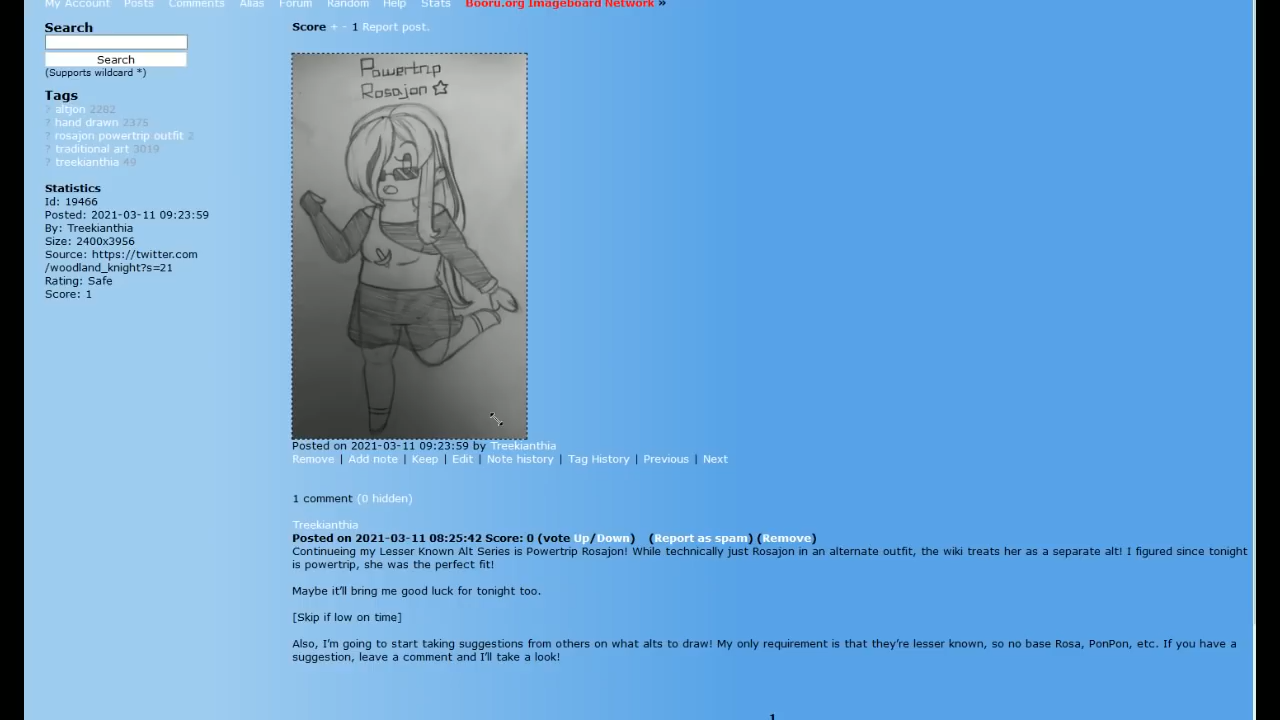 My Account Posts Comments Alias Forum Random Help Stats Booru.org Imageboard Network »
Search
Search
(Supports wildcard *)
Tags
? altjon 2262
? hand drawn 2375
? rosajon powertrip outfit 2
? traditional art 3019
? treekianthia 49
Statistics
Id: 19466
Posted: 2021-03-11 09:23:59
By: Treekianthia
Size: 2400x3956
Source: https://twitter.com
/woodland_knight?s=21
Rating: Safe
Score: 1
Score + - 1 Report post.
Powertrip
Rosajon
Posted on 2021-03-11 09:23:59 by Treekianthia
Remove | Add note | Keep | Edit | Note history | Tag History | Previous | Next
1 comment (0 hidden)
Treekianthia
Posted on 2021-03-11 08:25:42 Score: 0 (vote Up/Down) (Report as spam) (Remove)
Continueing my Lesser Known Alt Series is Powertrip Rosajon! While technically just Rosajon in an alternate outfit, the wiki treats her as a separate alt! I figured since tonight
is powertrip, she was the perfect fit!
Maybe it'll bring me good luck for tonight too.
[Skip if low on time]
Also, I'm going to start taking suggestions from others on what alts to draw! My only requirement is that they're lesser known, so no base Rosa, PonPon, etc. If you have a
suggestion, leave a comment and I'll take a look!
1